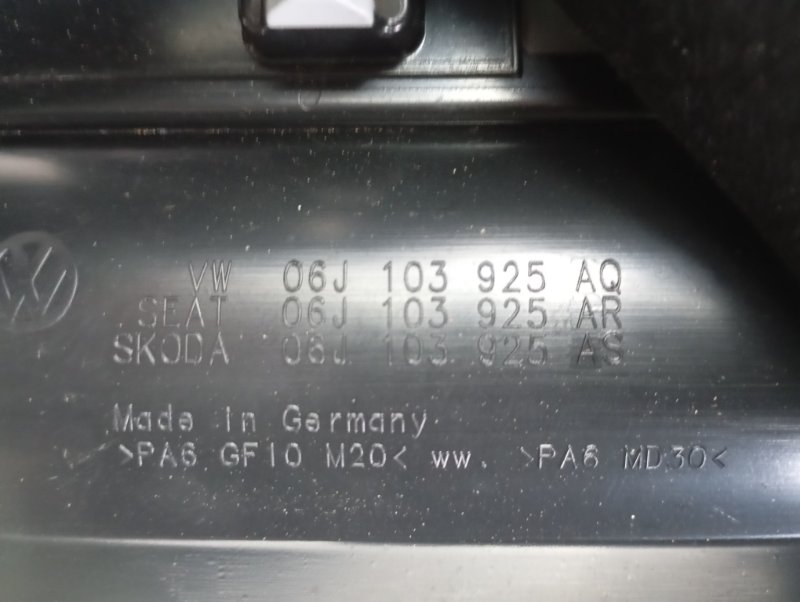 VW 06J 103 925 AQ
SEAT 06J 103 925 AR
SKODA 06J 103 925 AS
Made in Germany
>PA6 GF10 M20< ww. >PA6 MD30<